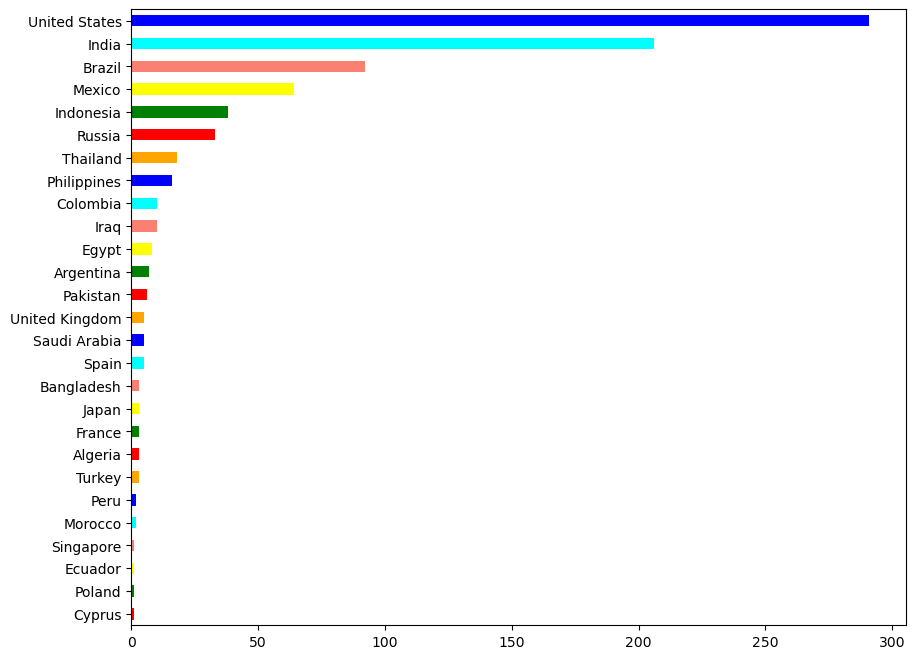 United States
India
Brazil
Mexico
Indonesia
Russia
Thailand
Philippines
Colombia
Iraq
Egypt
Argentina
Pakistan
United Kingdom
Saudi Arabia
Spain
Bangladesh
Japan
France
Algeria
Turkey
Peru
Morocco
Singapore
Ecuador
Poland
Cyprus
0 50 100 150 200 250 300